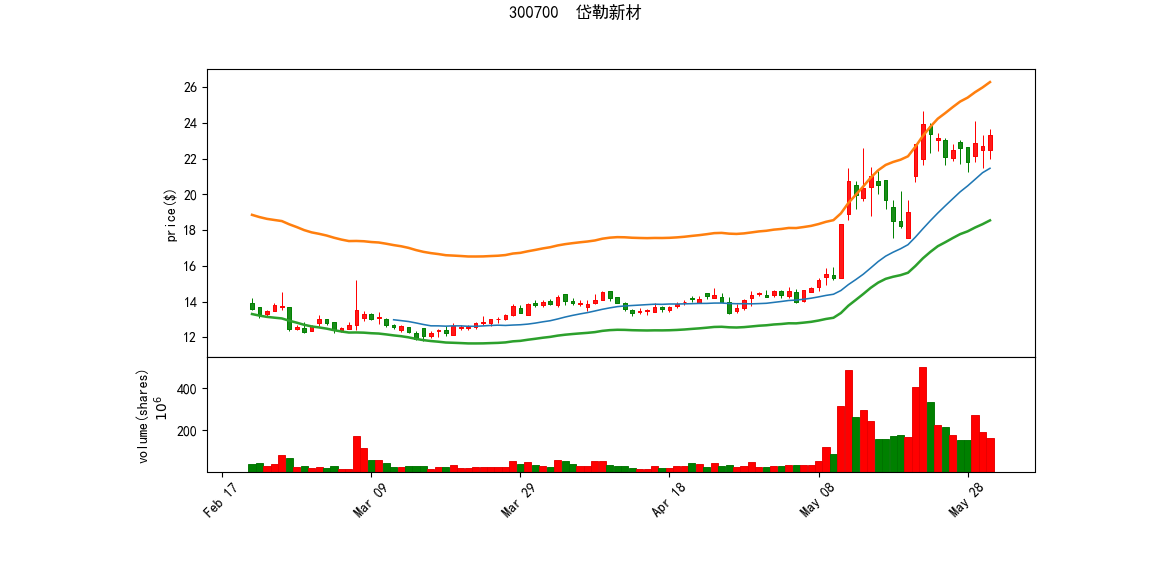 300700 岱勒新材
price($)
26
24
22
20
18
16
14
12
volume(shares)
10^6
400
200
Feb 17
Mar 09
Mar 29
Apr 18
May 08
May 28